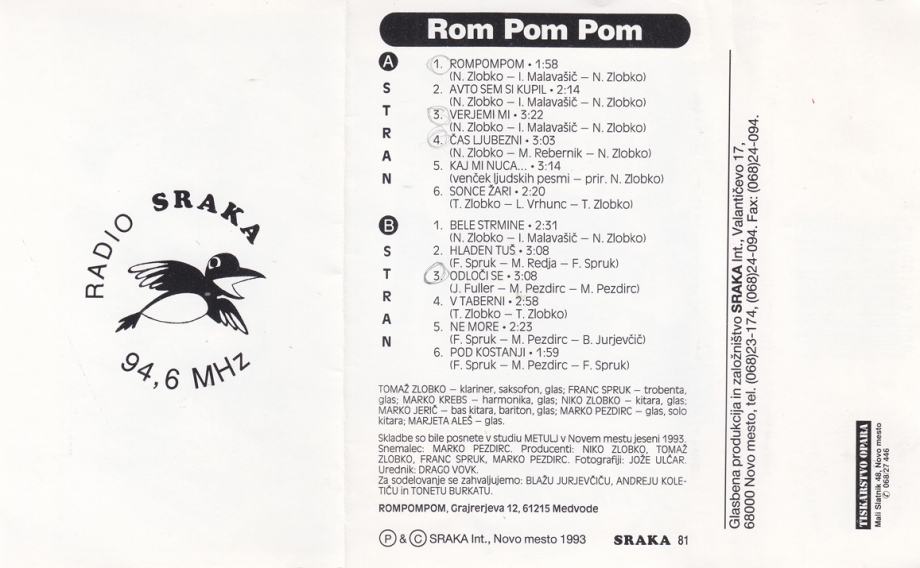 RADIO SRAKA
94,6 MHz
Rom Pom Pom
A STRAN
1. ROMPOMPOM • 1:58
(N. Zlobko – I. Malavašič – N. Zlobko)
2. AVTO SEM SI KUPIL • 2:14
(N. Zlobko – I. Malavašič – N. Zlobko)
3. VERJEMI MI • 3:22
(N. Zlobko – I. Malavašič – N. Zlobko)
4. ČAS LJUBEZNI • 3:03
(N. Zlobko – M. Rebernik – N. Zlobko)
5. KAJ MI NUCA... • 3:14
(venček ljudskih pesmi – prir. N. Zlobko)
6. SONCE ŽARI • 2:20
(T. Zlobko – L. Vrhunc – T. Zlobko)
B STRAN
1. BELE STRMINE • 2:31
(N. Zlobko – I. Malavašič – N. Zlobko)
2. HLADEN TUŠ • 3:08
(F. Spruk – M. Redja – F. Spruk)
3. ODLOČI SE • 3:08
(J. Fuller – M. Pezdirc – M. Pezdirc)
4. V TABERNI • 2:58
(T. Zlobko – T. Zlobko)
5. NE MORE • 2:23
(F. Spruk – M. Pezdirc – B. Jurjevčič)
6. POD KOSTANJI • 1:59
(F. Spruk – M. Pezdirc – F. Spruk)
TOMAŽ ZLOBKO – klariner, saksofon, glas; FRANC SPRUK – trobenta,
glas; MARKO KREBS – harmonika, glas; NIKO ZLOBKO – kitara, glas;
MARKO JERIČ – bas kitara, bariton, glas; MARKO PEZDIRC – glas, solo
kitara; MARJETA ALEŠ – glas.
Skladbe so bile posnete v studiu METULJ v Novem mestu jeseni 1993.
Snemalec: MARKO PEZDIRC. Producenti: NIKO ZLOBKO, TOMAŽ
ZLOBKO, FRANC SPRUK, MARKO PEZDIRC. Fotografiji: JOŽE ULČAR.
Urednik: DRAGO VOVK.
Za sodelovanje se zahvaljujemo: BLAŽU JURJEVČIČU, ANDREJU KOLE-
TIČU in TONETU BURKATU.
ROMPOMPOM, Grajrerjeva 12, 61215 Medvode
Ⓟ & Ⓒ SRAKA Int., Novo mesto 1993 SRAKA 81
Glasbena produkcija in založništvo SRAKA Int., Valantičevo 17,
68000 Novo mesto, tel. (068)23-174, (068)24-094. Fax: (068)24-094.
TISKARSTVO OPARA
Mali Slatnik 48, Novo mesto
✆ 068/27 446